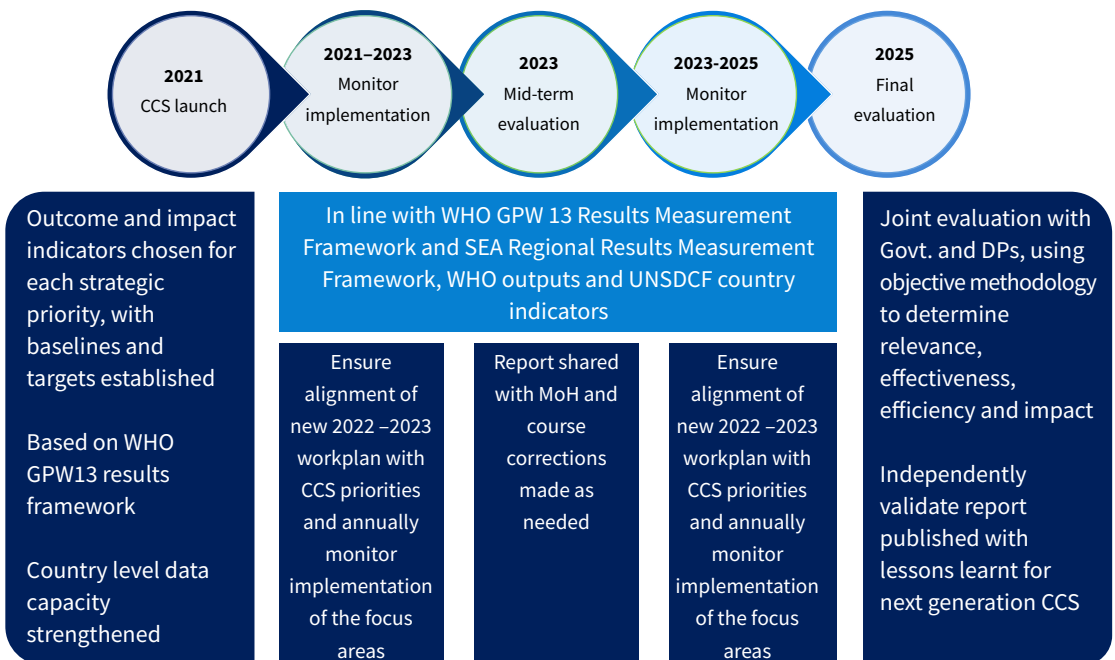 2021
CCS launch
2021–2023
Monitor
implementation
2023
Mid-term
evaluation
2023-2025
Monitor
implementation
2025
Final
evaluation
Outcome and impact
indicators chosen for
each strategic
priority, with
baselines and
targets established
Based on WHO
GPW13 results
framework
Country level data
capacity
strengthened
In line with WHO GPW 13 Results Measurement
Framework and SEA Regional Results Measurement
Framework, WHO outputs and UNSDCF country
indicators
Ensure
alignment of
new 2022 –2023
workplan with
CCS priorities
and annually
monitor
implementation
of the focus
areas
Report shared
with MoH and
course
corrections
made as
needed
Ensure
alignment of
new 2022 –2023
workplan with
CCS priorities
and annually
monitor
implementation
of the focus
areas
Joint evaluation with
Govt. and DPs, using
objective methodology
to determine
relevance,
effectiveness,
efficiency and impact
Independently
validate report
published with
lessons learnt for
next generation CCS